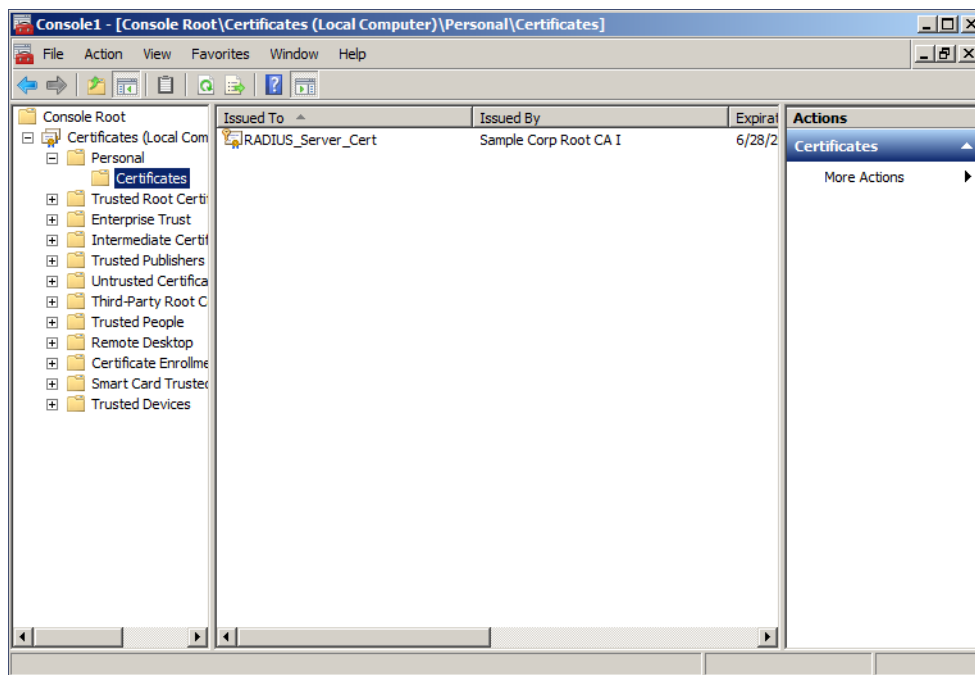 Console1 - [Console Root\Certificates (Local Computer)\Personal\Certificates]
File Action View Favorites Window Help
Console Root
Certificates (Local Com
Personal
Certificates
Trusted Root Certi
Enterprise Trust
Intermediate Certif
Trusted Publishers
Untrusted Certifica
Third-Party Root C
Trusted People
Remote Desktop
Certificate Enrollme
Smart Card Trusted
Trusted Devices
Issued To Issued By Expirat
RADIUS_Server_Cert Sample Corp Root CA I 6/28/2
Actions
Certificates
More Actions